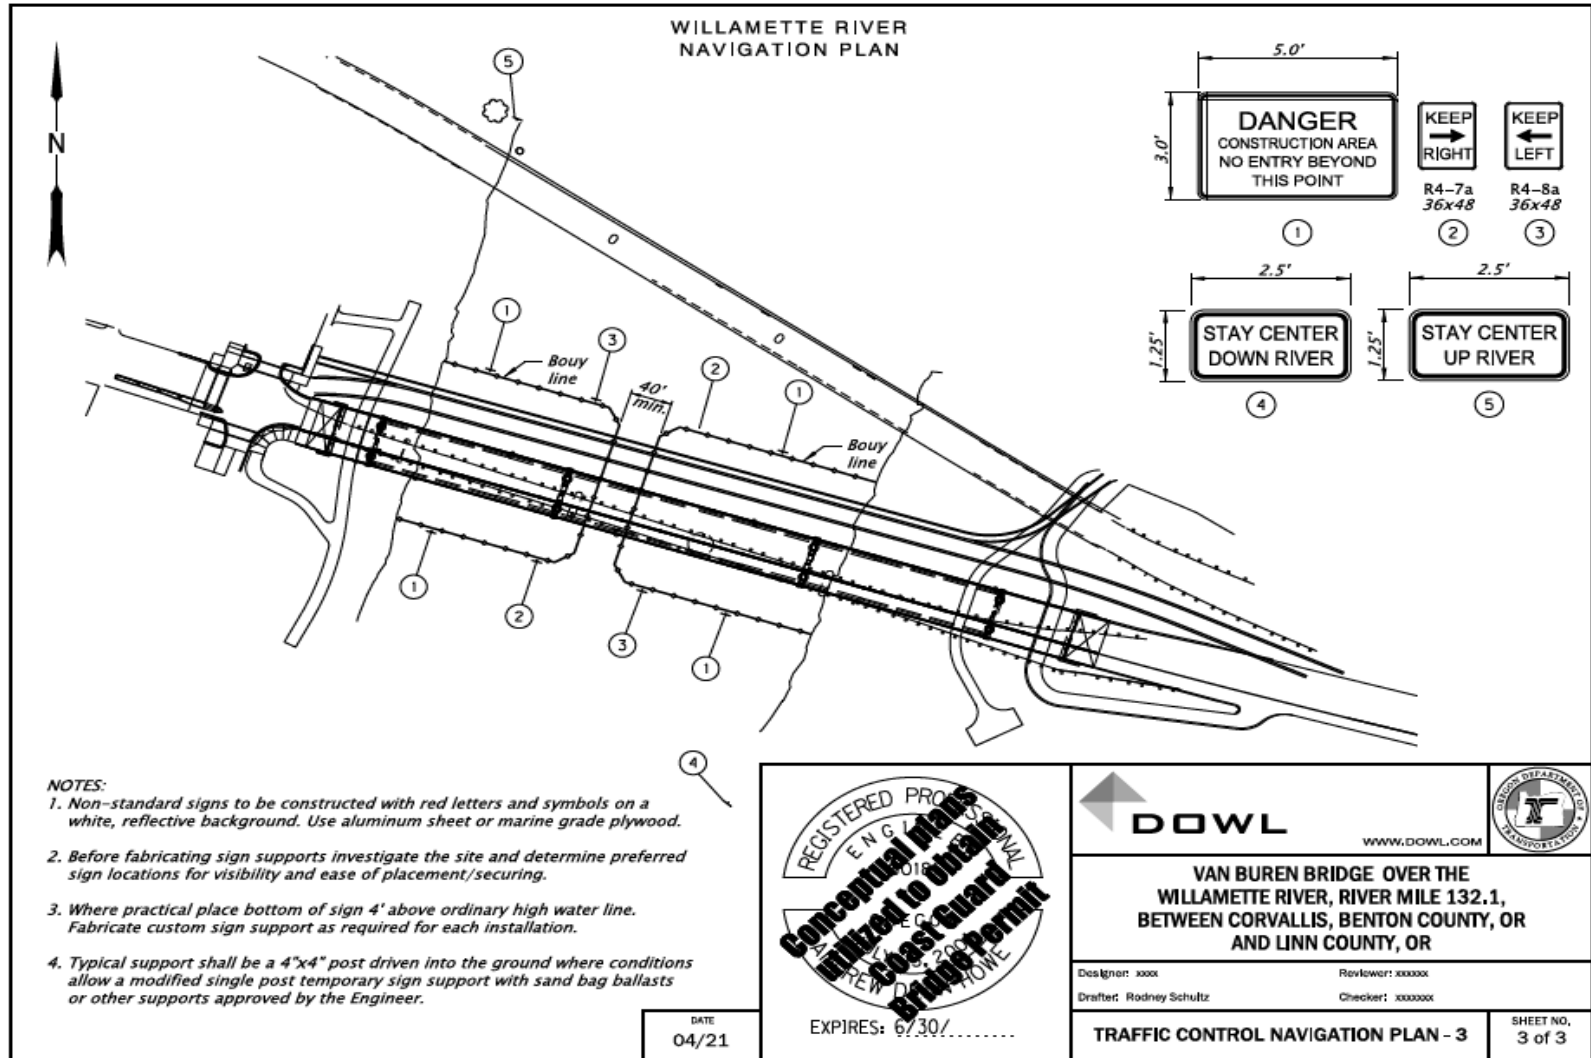 WILLAMETTE RIVER
NAVIGATION PLAN
N
5
1
3
2
1
Bouy
line
40'
min.
Bouy
line
0
0
1
2
3
1
4
5.0'
3.0'
DANGER
CONSTRUCTION AREA
NO ENTRY BEYOND
THIS POINT
1
KEEP
RIGHT
R4-7a
36x48
2
KEEP
LEFT
R4-8a
36x48
3
2.5'
1.25'
STAY CENTER
DOWN RIVER
4
2.5'
1.25'
STAY CENTER
UP RIVER
5
NOTES:
1. Non-standard signs to be constructed with red letters and symbols on a
white, reflective background. Use aluminum sheet or marine grade plywood.
2. Before fabricating sign supports investigate the site and determine preferred
sign locations for visibility and ease of placement/securing.
3. Where practical place bottom of sign 4' above ordinary high water line.
Fabricate custom sign support as required for each installation.
4. Typical support shall be a 4"x4" post driven into the ground where conditions
allow a modified single post temporary sign support with sand bag ballasts
or other supports approved by the Engineer.
DATE
04/21
REGISTERED PROFESSIONAL
Conceptual plans
utilized to obtain
Coast Guard
Bridge Permit
HOWE
EXPIRES: 6/30/
DOWL
WWW.DOWL.COM
OREGON DEPARTMENT OF
TRANSPORTATION
VAN BUREN BRIDGE OVER THE
WILLAMETTE RIVER, RIVER MILE 132.1,
BETWEEN CORVALLIS, BENTON COUNTY, OR
AND LINN COUNTY, OR
Designer: xxxx
Reviewer: xxxxxx
Drafter: Rodney Schultz
Checker: xxxxxxx
TRAFFIC CONTROL NAVIGATION PLAN - 3
SHEET NO.
3 of 3